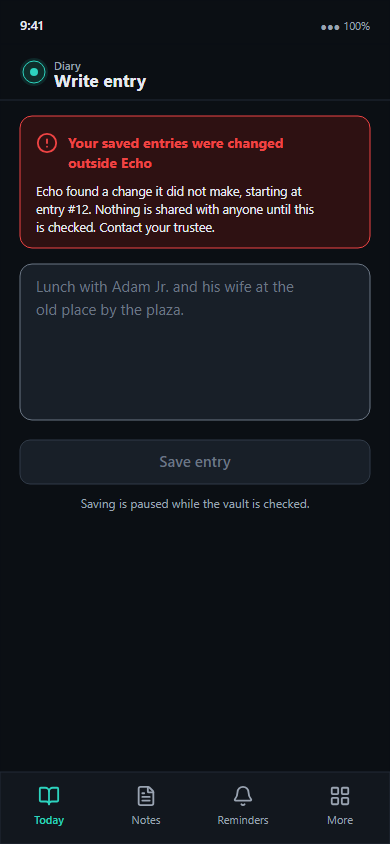 9:41
●●● 100%
Diary
Write entry
Your saved entries were changed
outside Echo
Echo found a change it did not make, starting at
entry #12. Nothing is shared with anyone until this
is checked. Contact your trustee.
Lunch with Adam Jr. and his wife at the
old place by the plaza.
Save entry
Saving is paused while the vault is checked.
Today
Notes
Reminders
More